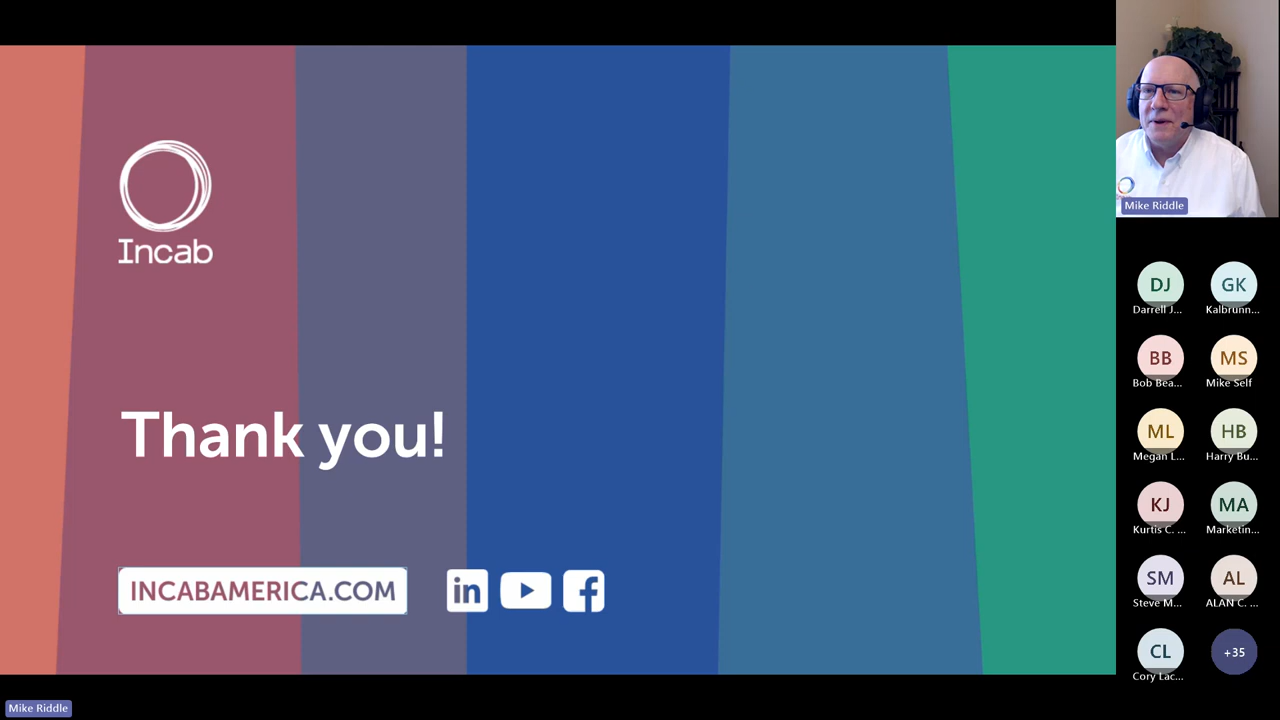 Incab
Thank you!
INCABAMERICA.COM
in
f
Mike Riddle
DJ
GK
Darrell J...
Kalbrunn...
BB
MS
Bob Bea...
Mike Self
ML
HB
Megan L...
Harry Bu...
KJ
MA
Kurtis C. ...
Marketin...
SM
AL
Steve M...
ALAN C. ...
CL
+35
Cory Lac...
Mike Riddle